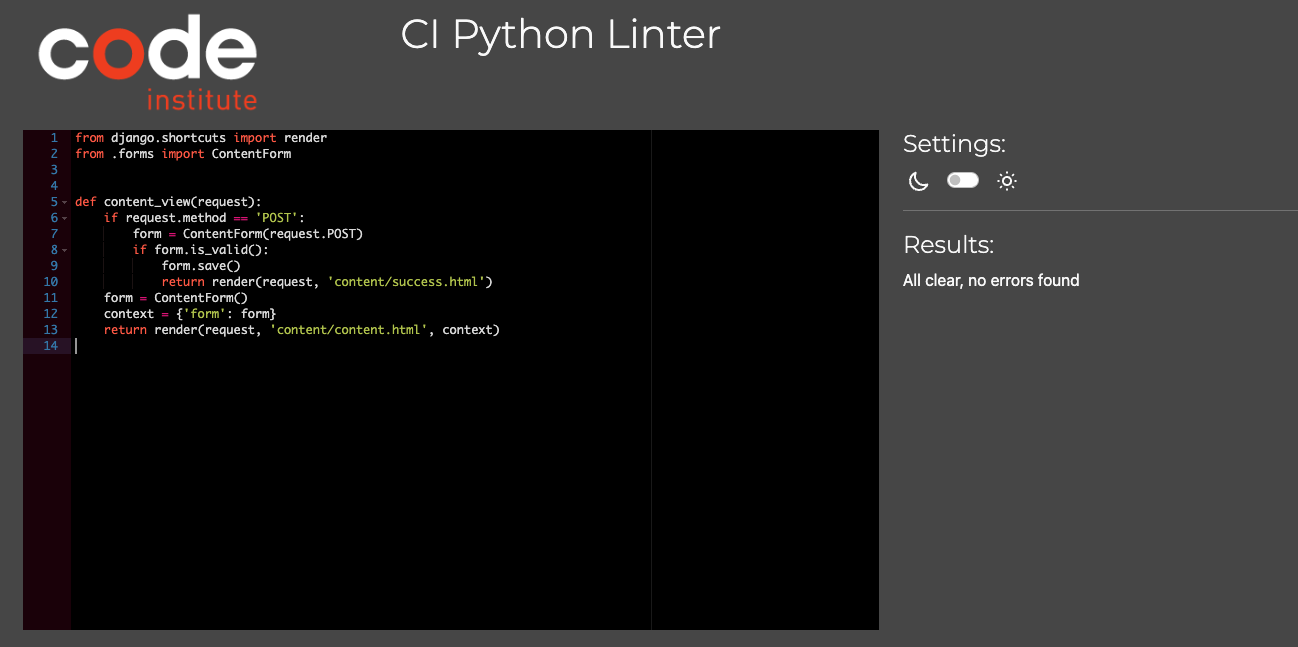 code
institute
CI Python Linter
1 from django.shortcuts import render
2 from .forms import ContentForm
3
4
5 def content_view(request):
6     if request.method == 'POST':
7         form = ContentForm(request.POST)
8         if form.is_valid():
9             form.save()
10             return render(request, 'content/success.html')
11     form = ContentForm()
12     context = {'form': form}
13     return render(request, 'content/content.html', context)
14
Settings:
Results:
All clear, no errors found